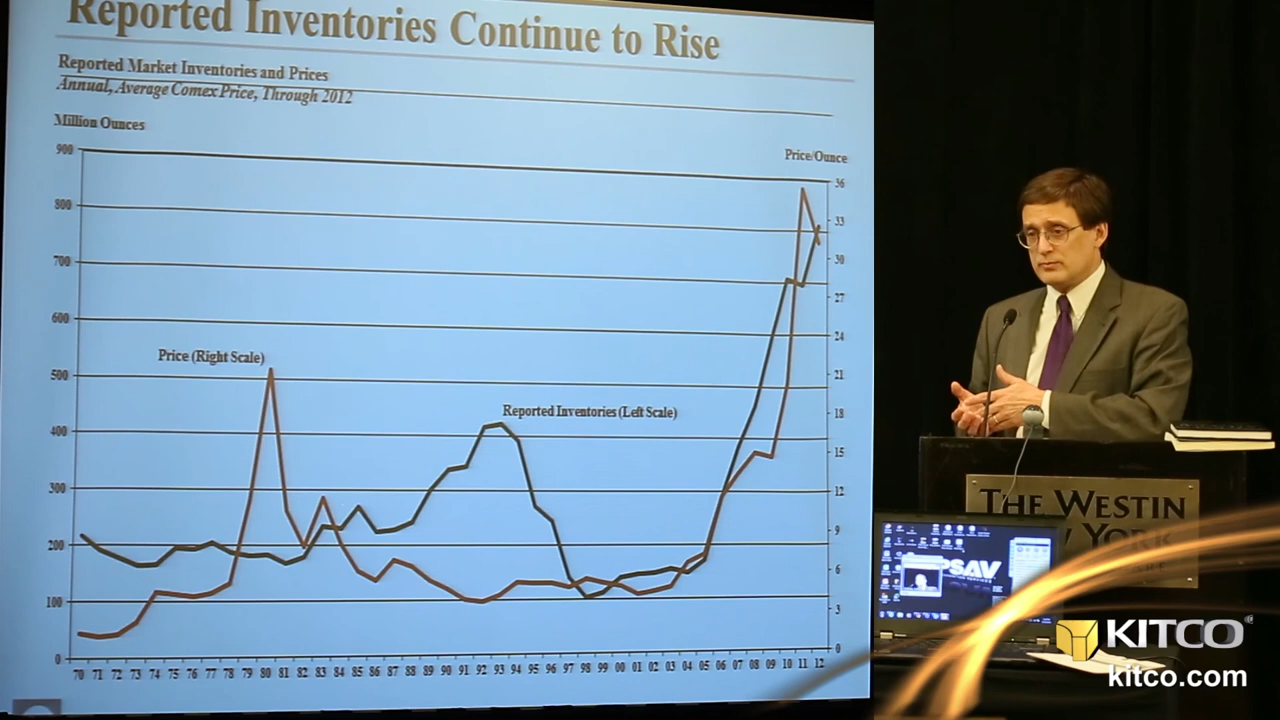 Reported Inventories Continue to Rise
Reported Market Inventories and Prices
Annual, Average Comex Price, Through 2012
Million Ounces
Price/Ounce
900
800
700
600
500
400
300
200
100
0
36
33
30
27
24
21
18
15
12
9
6
3
0
Price (Right Scale)
Reported Inventories (Left Scale)
70 71 72 73 74 75 76 77 78 79 80 81 82 83 84 85 86 87 88 89 90 91 92 93 94 95 96 97 98 99 00 01 02 03 04 05 06 07 08 09 10 11 12
THE WESTIN
YORK
PSAV
KITCO
kitco.com